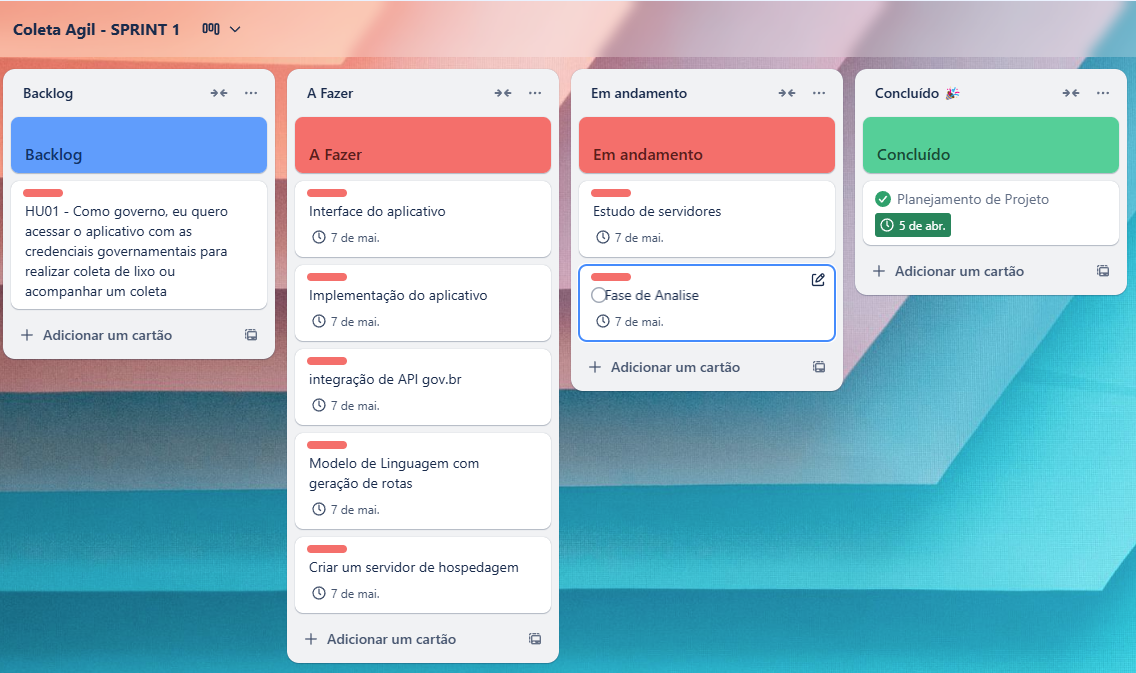 Coleta Agil - SPRINT 1
Backlog
Backlog
HU01 - Como governo, eu quero
acessar o aplicativo com as
credenciais governamentais para
realizar coleta de lixo ou
acompanhar um coleta
Adicionar um cartão
A Fazer
A Fazer
Interface do aplicativo
7 de mai.
Implementação do aplicativo
7 de mai.
integração de API gov.br
7 de mai.
Modelo de Linguagem com
geração de rotas
7 de mai.
Criar um servidor de hospedagem
7 de mai.
Adicionar um cartão
Em andamento
Em andamento
Estudo de servidores
7 de mai.
Fase de Analise
7 de mai.
Adicionar um cartão
Concluído 🎉
Concluído
Planejamento de Projeto
5 de abr.
Adicionar um cartão